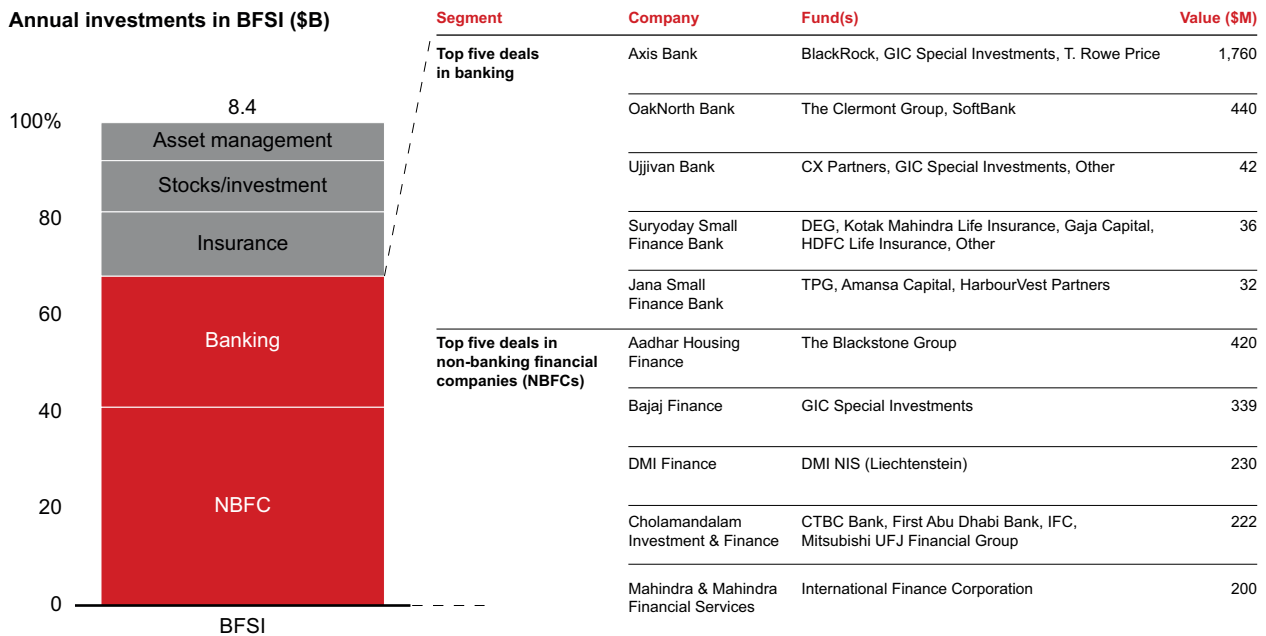 Annual investments in BFSI ($B)
8.4
100%
80
60
40
20
0
Asset management
Stocks/investment
Insurance
Banking
NBFC
BFSI
Segment Company Fund(s) Value ($M)
Top five deals
in banking
Axis Bank BlackRock, GIC Special Investments, T. Rowe Price 1,760
OakNorth Bank The Clermont Group, SoftBank 440
Ujjivan Bank CX Partners, GIC Special Investments, Other 42
Suryoday Small
Finance Bank
DEG, Kotak Mahindra Life Insurance, Gaja Capital,
HDFC Life Insurance, Other
36
Jana Small
Finance Bank
TPG, Amansa Capital, HarbourVest Partners 32
Top five deals in
non-banking financial
companies (NBFCs)
Aadhar Housing
Finance
The Blackstone Group 420
Bajaj Finance GIC Special Investments 339
DMI Finance DMI NIS (Liechtenstein) 230
Cholamandalam
Investment & Finance
CTBC Bank, First Abu Dhabi Bank, IFC,
Mitsubishi UFJ Financial Group
222
Mahindra & Mahindra
Financial Services
International Finance Corporation 200